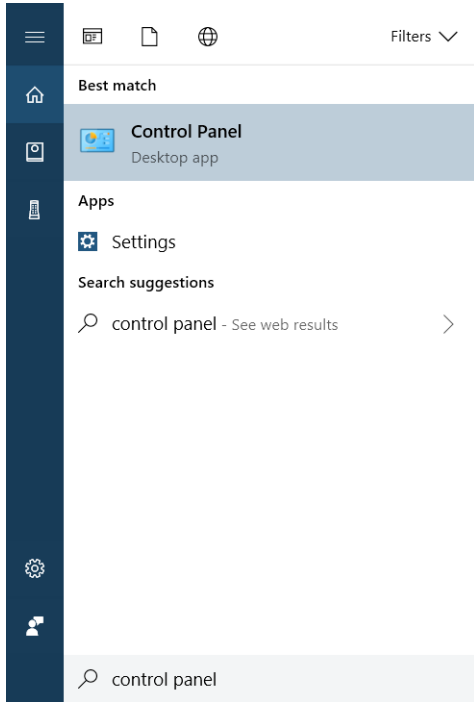 Filters
Best match
Control Panel
Desktop app
Apps
Settings
Search suggestions
control panel - See web results
control panel